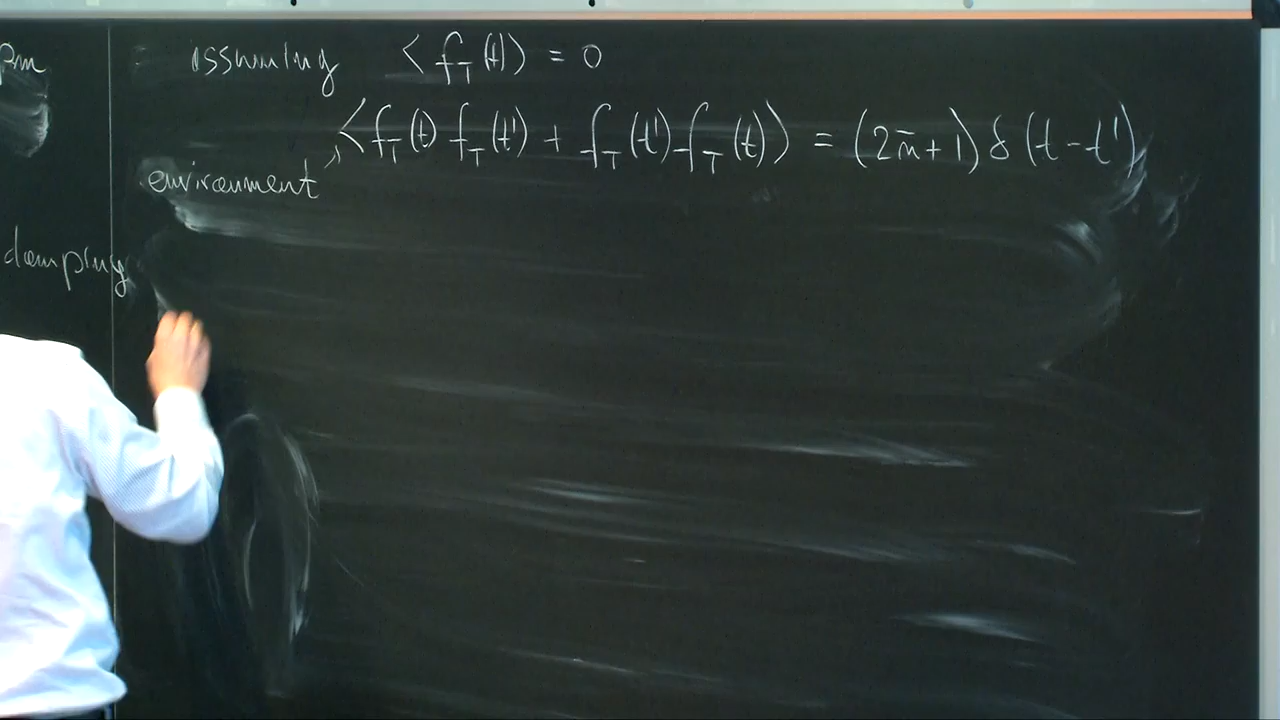 assuming ⟨f_T(t)⟩ = 0
⟨f_T(t) f_T(t') + f_T(t') f_T(t)⟩ = (2n̄+1) δ(t-t')
environment
damping